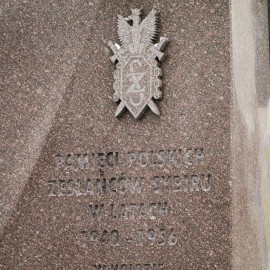 PAMIĘCI POLSKICH
ZESŁAŃCÓW SYBIRU
W LATACH
1940 - 1956